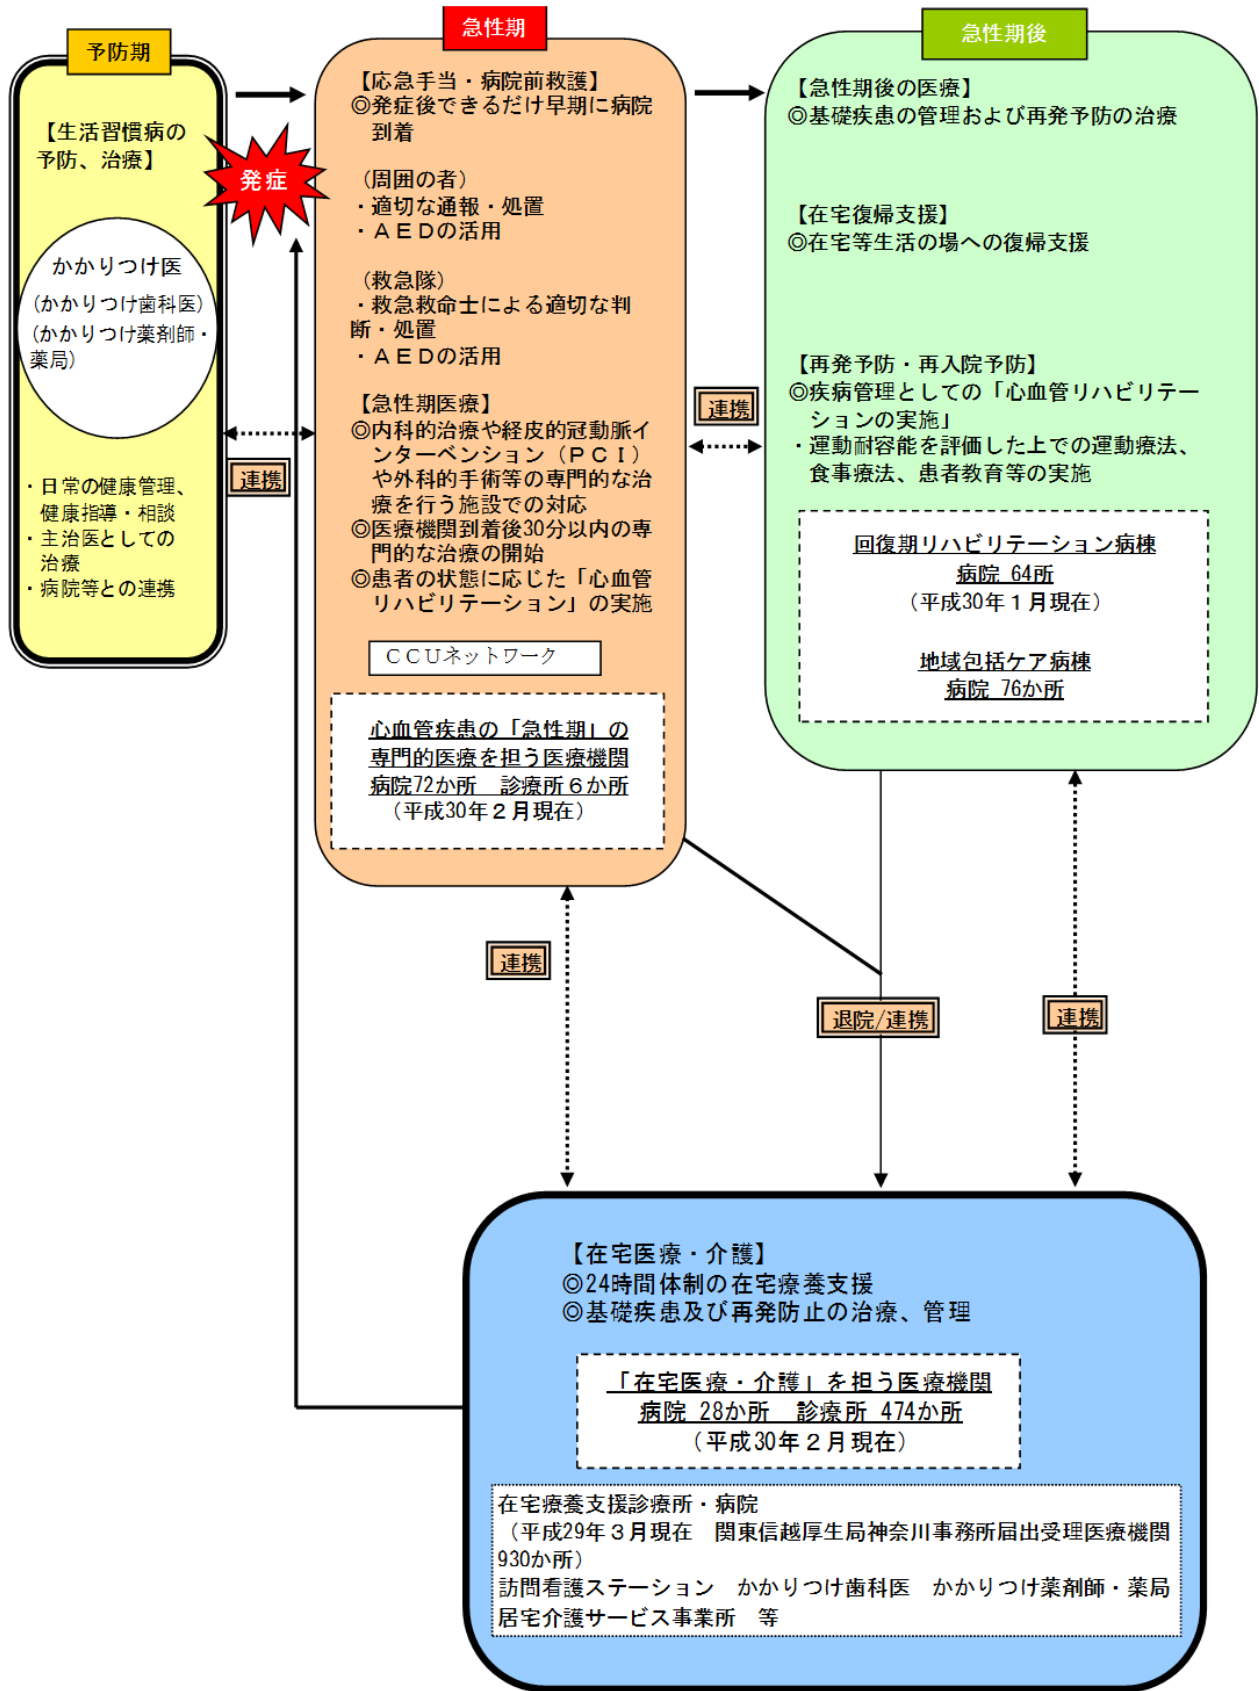 予防期
【生活習慣病の
予防、治療】
かかりつけ医
(かかりつけ歯科医)
(かかりつけ薬剤師・
薬局)
・日常の健康管理、
健康指導・相談
・主治医としての
治療
・病院等との連携
発症
連携
急性期
【応急手当・病院前救護】
◎発症後できるだけ早期に病院
到着
（周囲の者）
・適切な通報・処置
・ＡＥＤの活用
（救急隊）
・救急救命士による適切な判
断・処置
・ＡＥＤの活用
【急性期医療】
◎内科的治療や経皮的冠動脈イ
ンターベンション（ＰＣＩ）
や外科的手術等の専門的な治
療を行う施設での対応
◎医療機関到着後30分以内の専
門的な治療の開始
◎患者の状態に応じた「心血管
リハビリテーション」の実施
ＣＣＵネットワーク
心血管疾患の「急性期」の
専門的医療を担う医療機関
病院72か所　診療所６か所
（平成30年２月現在）
連携
急性期後
【急性期後の医療】
◎基礎疾患の管理および再発予防の治療
【在宅復帰支援】
◎在宅等生活の場への復帰支援
【再発予防・再入院予防】
◎疾病管理としての「心血管リハビリテー
ションの実施」
・運動耐容能を評価した上での運動療法、
食事療法、患者教育等の実施
回復期リハビリテーション病棟
病院 64所
（平成30年１月現在）
地域包括ケア病棟
病院 76か所
連携
退院/連携
連携
【在宅医療・介護】
◎24時間体制の在宅療養支援
◎基礎疾患及び再発防止の治療、管理
「在宅医療・介護」を担う医療機関
病院 28か所　診療所 474か所
（平成30年２月現在）
在宅療養支援診療所・病院
（平成29年３月現在　関東信越厚生局神奈川事務所届出受理医療機関
930か所）
訪問看護ステーション　かかりつけ歯科医　かかりつけ薬剤師・薬局
居宅介護サービス事業所　等